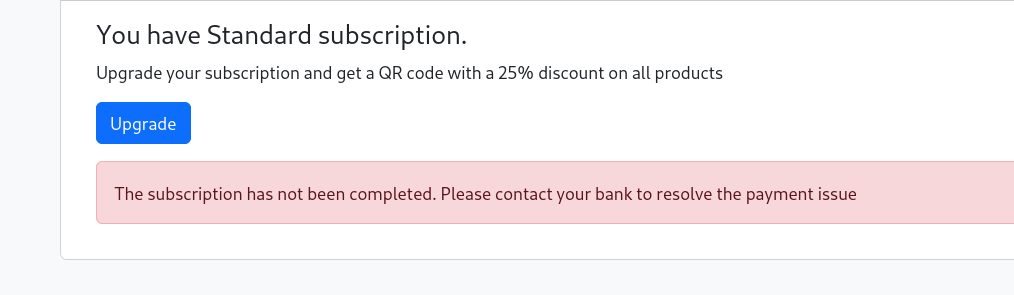 You have Standard subscription.
Upgrade your subscription and get a QR code with a 25% discount on all products
Upgrade
The subscription has not been completed. Please contact your bank to resolve the payment issue